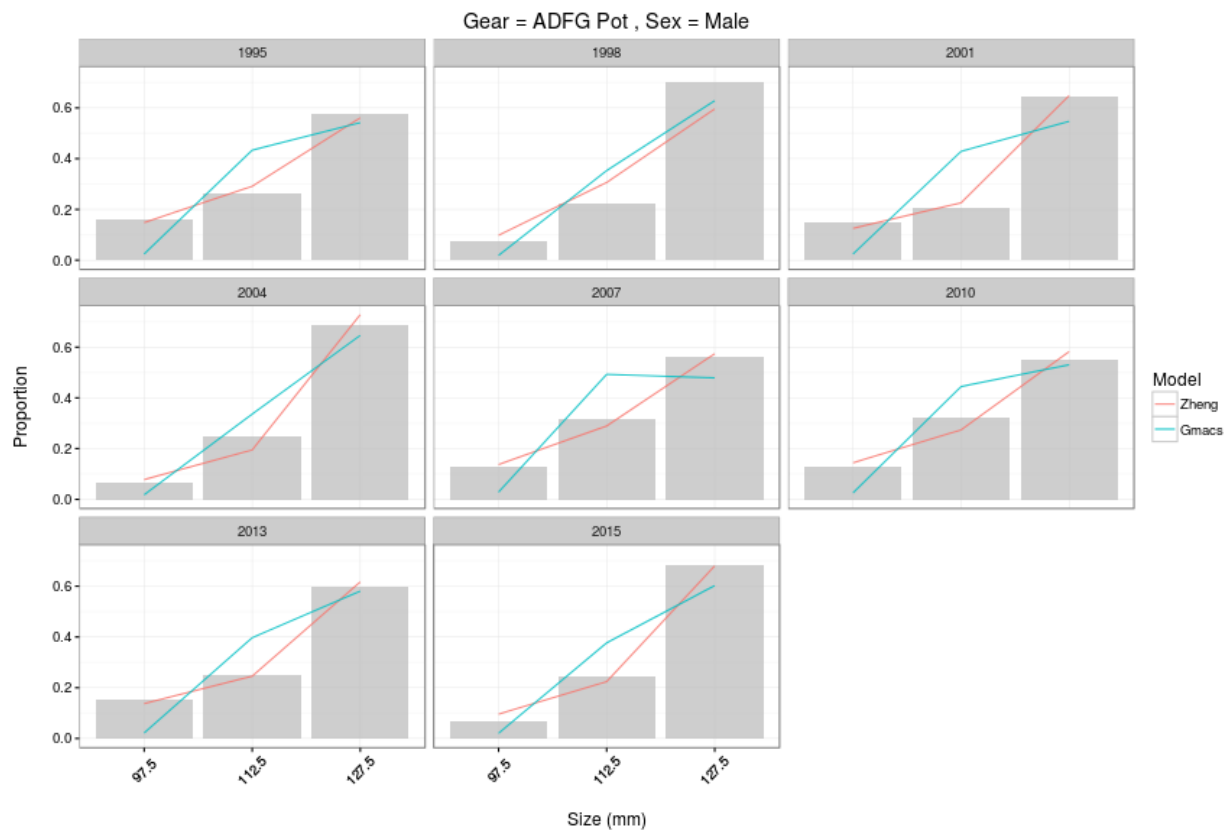 Gear = ADFG Pot , Sex = Male
1995 1998 2001
0.6
0.4
0.2
0.0
2004 2007 2010
0.6
0.4
0.2
0.0
2013 2015
0.6
0.4
0.2
0.0
97.5 112.5 127.5 97.5 112.5 127.5
Proportion
Size (mm)
Model
Zheng
Gmacs